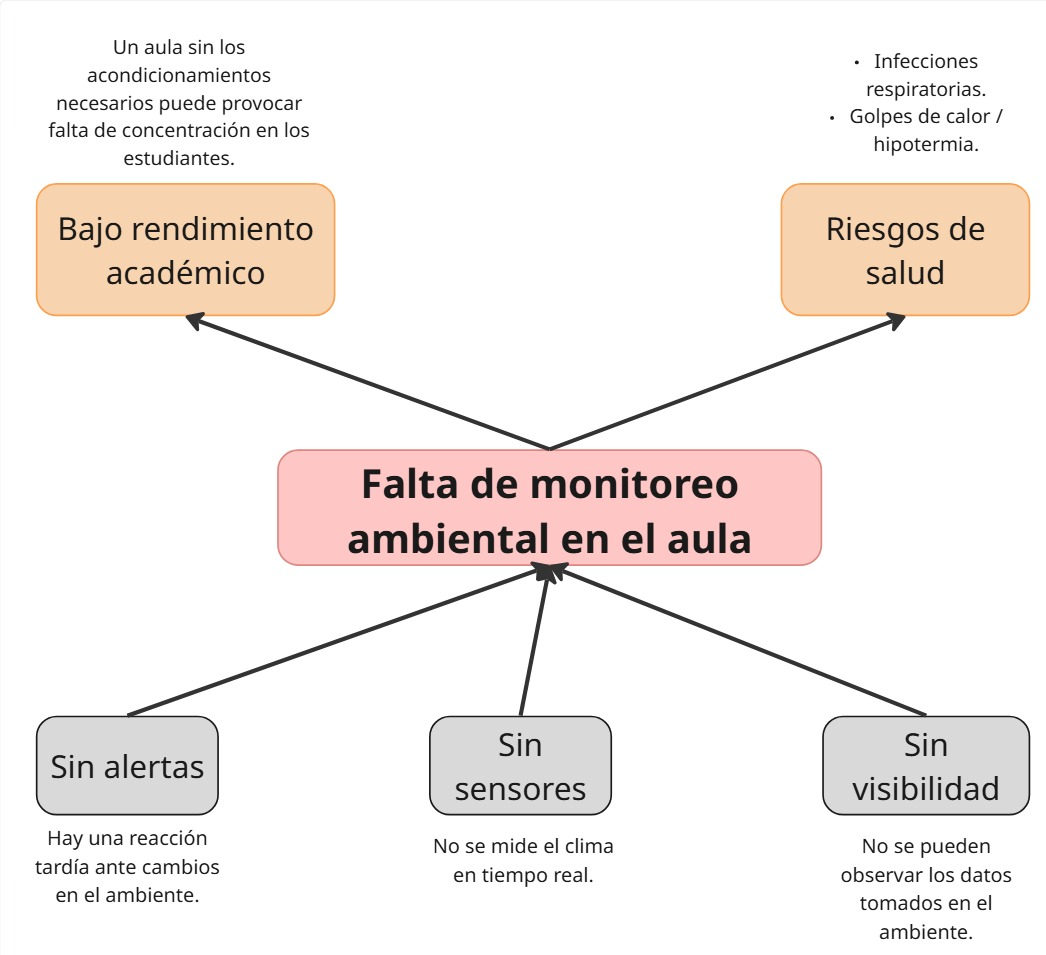 Un aula sin los
acondicionamientos
necesarios puede provocar
falta de concentración en los
estudiantes.
• Infecciones
respiratorias.
• Golpes de calor /
hipotermia.
Bajo rendimiento
académico
Riesgos de
salud
Falta de monitoreo
ambiental en el aula
Sin alertas
Sin
sensores
Sin
visibilidad
Hay una reacción
tardía ante cambios
en el ambiente.
No se mide el clima
en tiempo real.
No se pueden
observar los datos
tomados en el
ambiente.